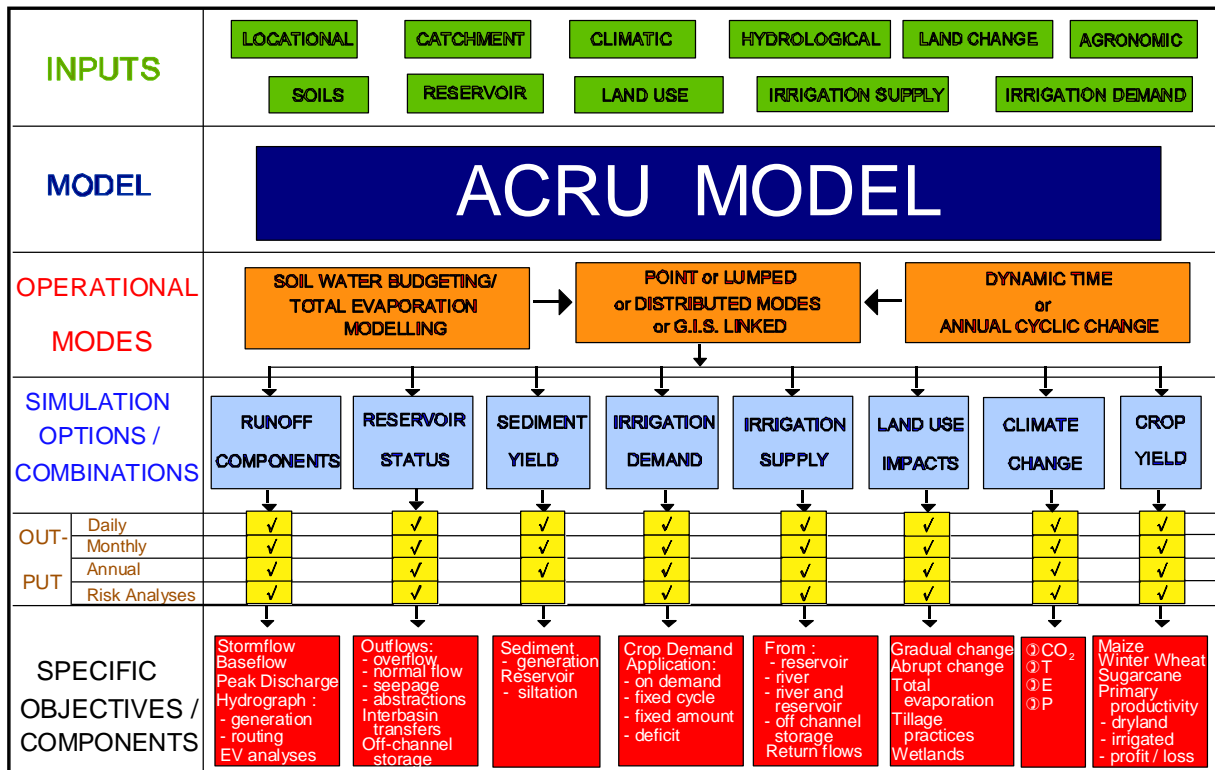 INPUTS
LOCATIONAL
CATCHMENT
CLIMATIC
HYDROLOGICAL
LAND CHANGE
AGRONOMIC
SOILS
RESERVOIR
LAND USE
IRRIGATION SUPPLY
IRRIGATION DEMAND
MODEL
ACRU MODEL
OPERATIONAL
MODES
SOIL WATER BUDGETING/
TOTAL EVAPORATION
MODELLING
POINT or LUMPED
or DISTRIBUTED MODES
or G.I.S. LINKED
DYNAMIC TIME
or
ANNUAL CYCLIC CHANGE
SIMULATION
OPTIONS /
COMBINATIONS
RUNOFF
COMPONENTS
RESERVOIR
STATUS
SEDIMENT
YIELD
IRRIGATION
DEMAND
IRRIGATION
SUPPLY
LAND USE
IMPACTS
CLIMATE
CHANGE
CROP
YIELD
OUT-
PUT
Daily √ √ √ √ √ √ √ √
Monthly √ √ √ √ √ √ √ √
Annual √ √ √ √ √ √ √ √
Risk Analyses √ √ √ √ √ √ √
SPECIFIC
OBJECTIVES /
COMPONENTS
Stormflow
Baseflow
Peak Discharge
Hydrograph :
- generation
- routing
EV analyses
Outflows:
- overflow
- normal flow
- seepage
- abstractions
Interbasin
transfers
Off-channel
storage
Sediment
- generation
Reservoir
- siltation
Crop Demand
Application:
- on demand
- fixed cycle
- fixed amount
- deficit
From :
- reservoir
- river
- river and
reservoir
- off channel
storage
Return flows
Gradual change
Abrupt change
Total
evaporation
Tillage
practices
Wetlands
CO₂
T
E
P
Maize
Winter Wheat
Sugarcane
Primary
productivity
- dryland
- irrigated
- profit / loss